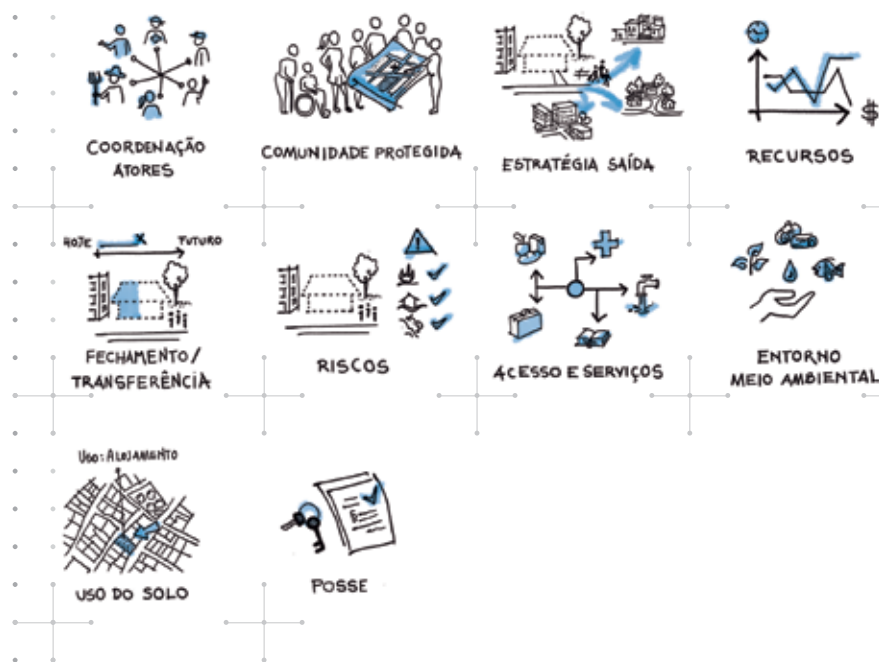 COORDENAÇÃO
ATORES
COMUNIDADE PROTEGIDA
ESTRATÉGIA SAÍDA
$
RECURSOS
HOJE
X
FUTURO
FECHAMENTO/
TRANSFERÊNCIA
!
RISCOS
ACESSO E SERVIÇOS
ENTORNO
MEIO AMBIENTAL
USO: ALOJAMENTO
USO DO SOLO
POSSE